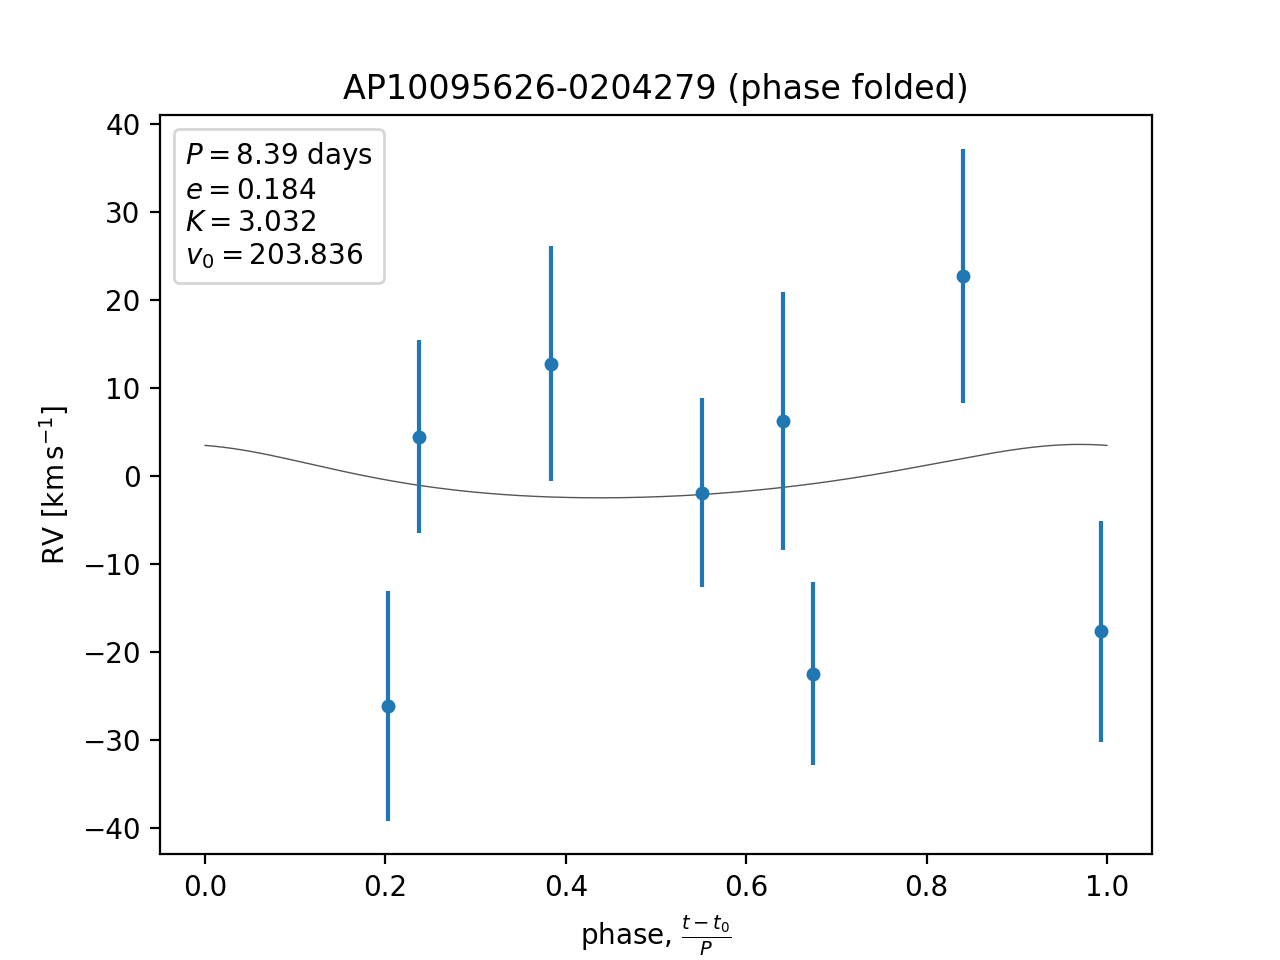 AP10095626-0204279 (phase folded)
P = 8.39 days
e = 0.184
K = 3.032
v₀ = 203.836
40
30
20
10
0
−10
−20
−30
−40
RV [km s⁻¹]
0.0 0.2 0.4 0.6 0.8 1.0
phase, (t − t₀)/P